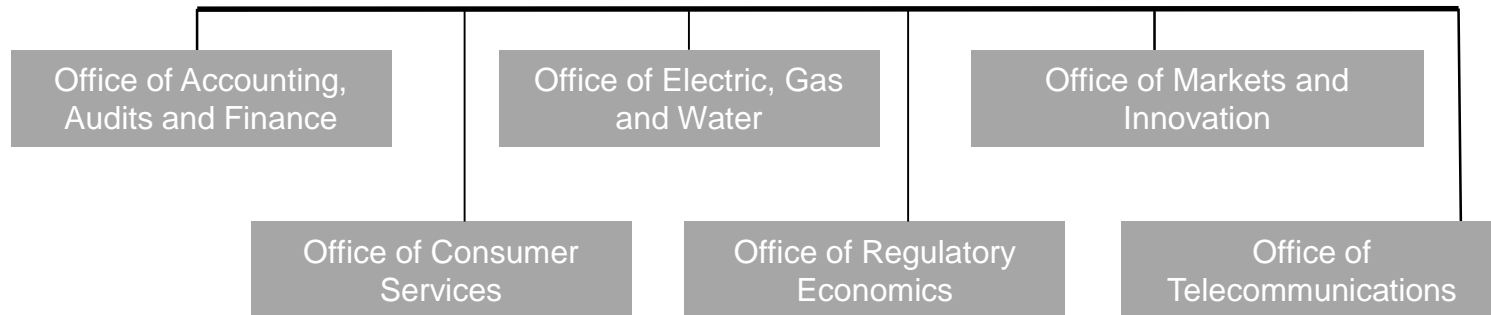 Office of Accounting,
Audits and Finance
Office of Electric, Gas
and Water
Office of Markets and
Innovation
Office of Consumer
Services
Office of Regulatory
Economics
Office of
Telecommunications